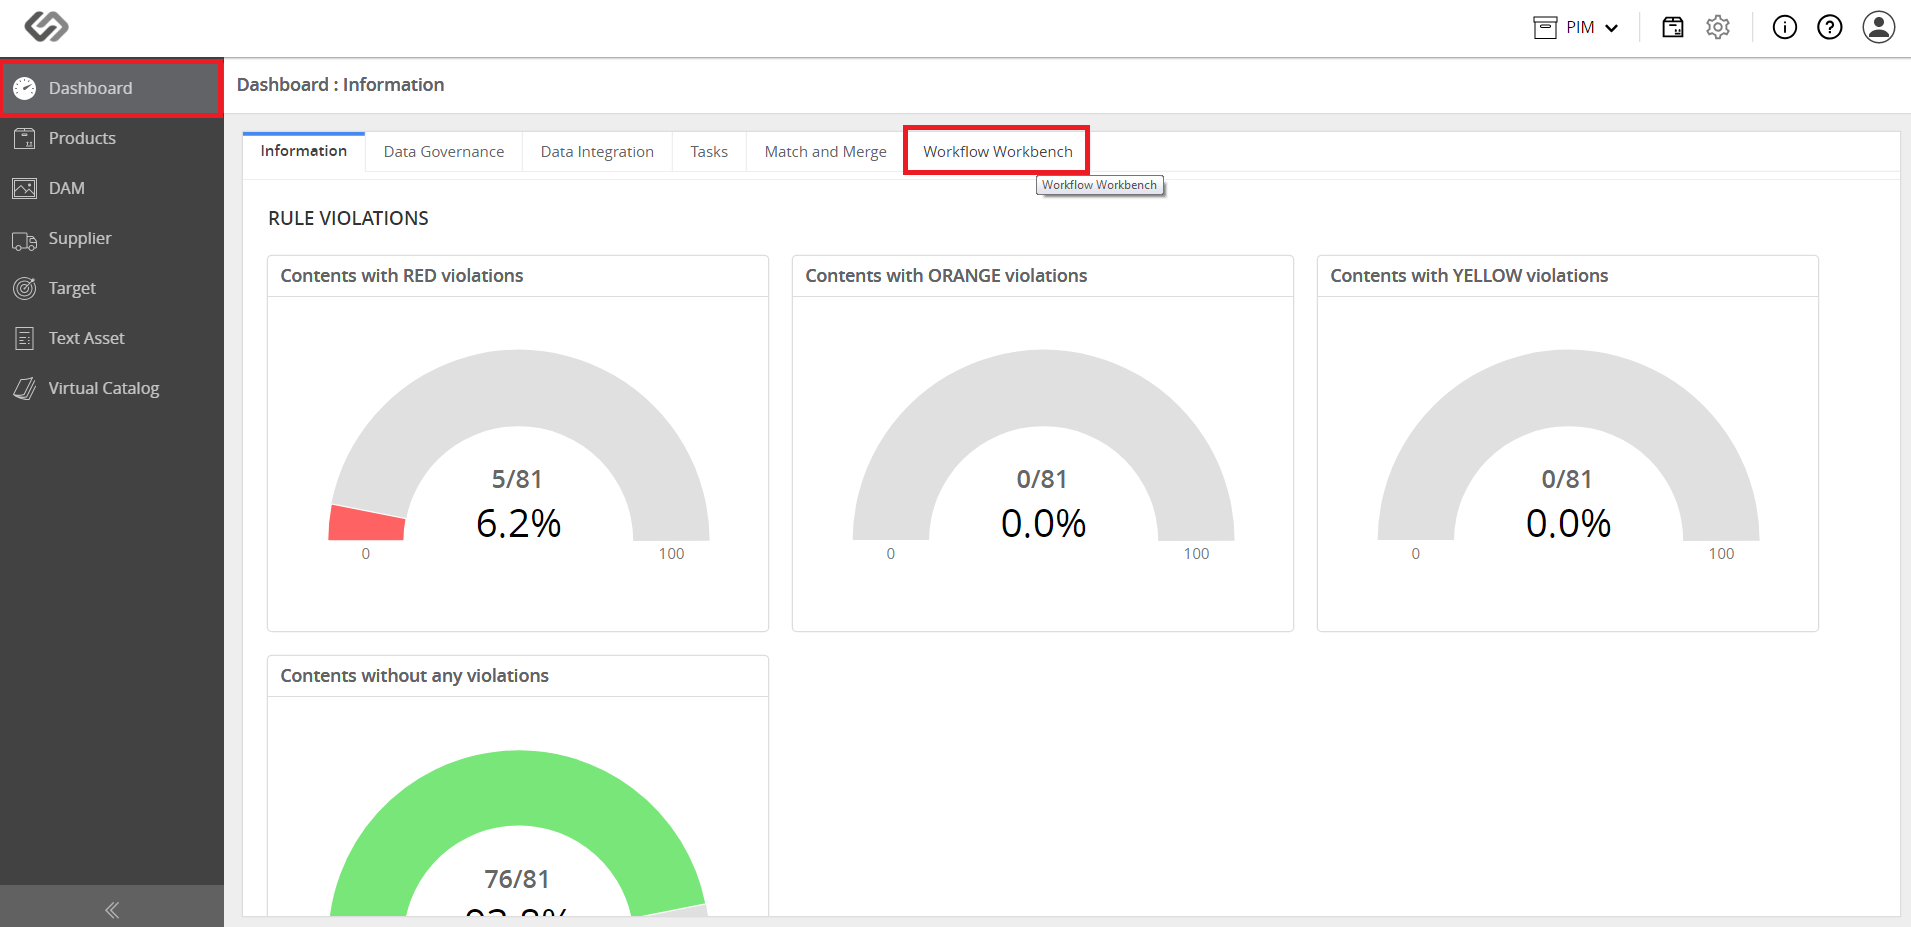 PIM
Dashboard
Products
DAM
Supplier
Target
Text Asset
Virtual Catalog
Dashboard : Information
Information
Data Governance
Data Integration
Tasks
Match and Merge
Workflow Workbench
Workflow Workbench
RULE VIOLATIONS
Contents with RED violations
5/81
6.2%
0
100
Contents with ORANGE violations
0/81
0.0%
0
100
Contents with YELLOW violations
0/81
0.0%
0
100
Contents without any violations
76/81
93.8%